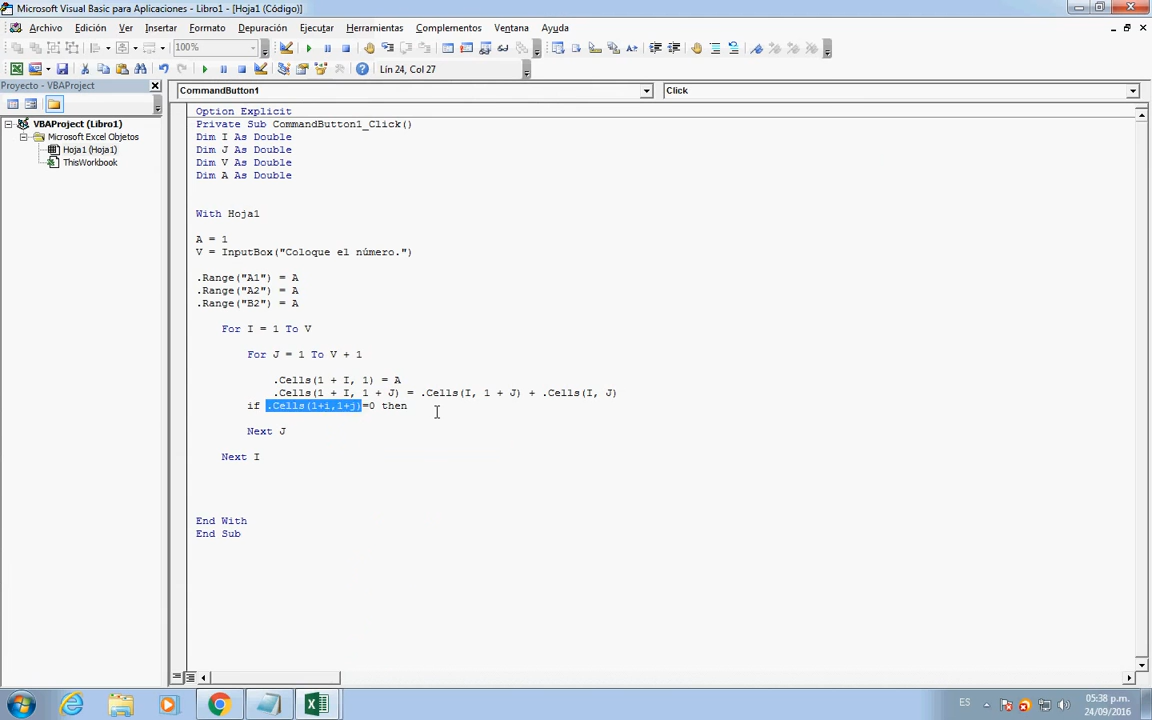 Microsoft Visual Basic para Aplicaciones - Libro1 - [Hoja1 (Código)]
Archivo Edición Ver Insertar Formato Depuración Ejecutar Herramientas Complementos Ventana Ayuda
100%
Lín 24, Col 27
Proyecto - VBAProject
CommandButton1 Click
VBAProject (Libro1)
Microsoft Excel Objetos
Hoja1 (Hoja1)
ThisWorkbook
Option Explicit
Private Sub CommandButton1_Click()
Dim I As Double
Dim J As Double
Dim V As Double
Dim A As Double
With Hoja1
A = 1
V = InputBox("Coloque el número.")
.Range("A1") = A
.Range("A2") = A
.Range("B2") = A
For I = 1 To V
For J = 1 To V + 1
.Cells(1 + I, 1) = A
.Cells(1 + I, 1 + J) = .Cells(I, 1 + J) + .Cells(I, J)
if .Cells(1+i,1+j)=0 then
Next J
Next I
End With
End Sub
ES
05:38 p.m.
24/09/2016